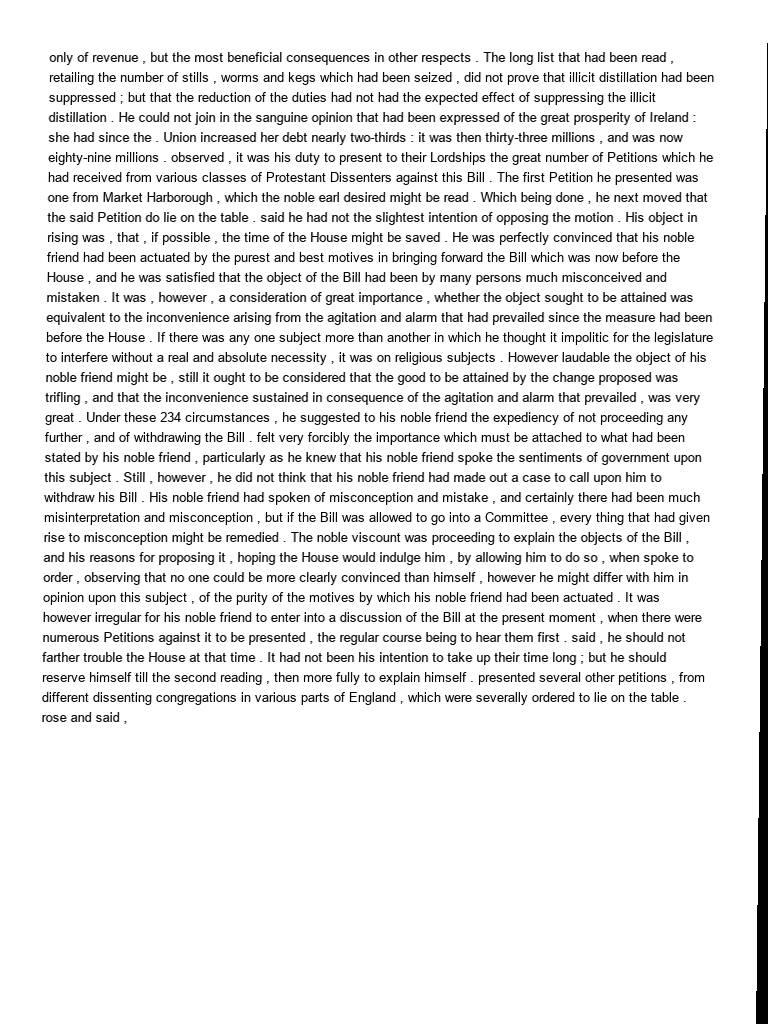 only of revenue , but the most beneficial consequences in other respects . The long list that had been read ,
retailing the number of stills , worms and kegs which had been seized , did not prove that illicit distillation had been
suppressed ; but that the reduction of the duties had not had the expected effect of suppressing the illicit
distillation . He could not join in the sanguine opinion that had been expressed of the great prosperity of Ireland :
she had since the . Union increased her debt nearly two-thirds : it was then thirty-three millions , and was now
eighty-nine millions . observed , it was his duty to present to their Lordships the great number of Petitions which he
had received from various classes of Protestant Dissenters against this Bill . The first Petition he presented was
one from Market Harborough , which the noble earl desired might be read . Which being done , he next moved that
the said Petition do lie on the table . said he had not the slightest intention of opposing the motion . His object in
rising was , that , if possible , the time of the House might be saved . He was perfectly convinced that his noble
friend had been actuated by the purest and best motives in bringing forward the Bill which was now before the
House , and he was satisfied that the object of the Bill had been by many persons much misconceived and
mistaken . It was , however , a consideration of great importance , whether the object sought to be attained was
equivalent to the inconvenience arising from the agitation and alarm that had prevailed since the measure had been
before the House . If there was any one subject more than another in which he thought it impolitic for the legislature
to interfere without a real and absolute necessity , it was on religious subjects . However laudable the object of his
noble friend might be , still it ought to be considered that the good to be attained by the change proposed was
trifling , and that the inconvenience sustained in consequence of the agitation and alarm that prevailed , was very
great . Under these 234 circumstances , he suggested to his noble friend the expediency of not proceeding any
further , and of withdrawing the Bill . felt very forcibly the importance which must be attached to what had been
stated by his noble friend , particularly as he knew that his noble friend spoke the sentiments of government upon
this subject . Still , however , he did not think that his noble friend had made out a case to call upon him to
withdraw his Bill . His noble friend had spoken of misconception and mistake , and certainly there had been much
misinterpretation and misconception , but if the Bill was allowed to go into a Committee , every thing that had given
rise to misconception might be remedied . The noble viscount was proceeding to explain the objects of the Bill ,
and his reasons for proposing it , hoping the House would indulge him , by allowing him to do so , when spoke to
order , observing that no one could be more clearly convinced than himself , however he might differ with him in
opinion upon this subject , of the purity of the motives by which his noble friend had been actuated . It was
however irregular for his noble friend to enter into a discussion of the Bill at the present moment , when there were
numerous Petitions against it to be presented , the regular course being to hear them first . said , he should not
farther trouble the House at that time . It had not been his intention to take up their time long ; but he should
reserve himself till the second reading , then more fully to explain himself . presented several other petitions , from
different dissenting congregations in various parts of England , which were severally ordered to lie on the table .
rose and said ,